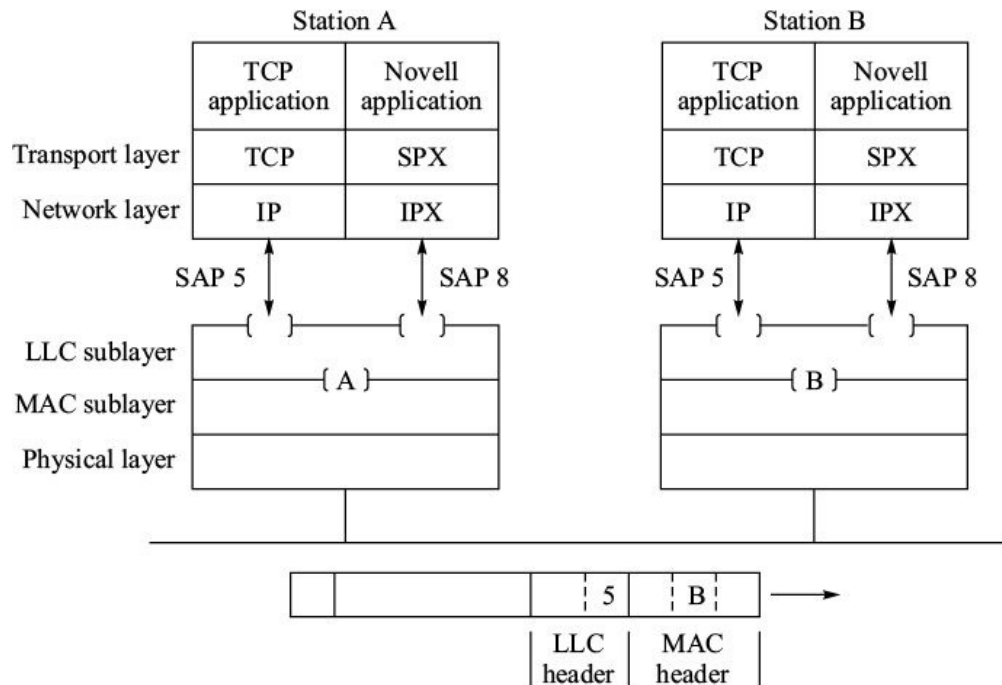 Station A
Station B
TCP
application
Novell
application
TCP
application
Novell
application
Transport layer
TCP
SPX
TCP
SPX
Network layer
IP
IPX
IP
IPX
SAP 5
SAP 8
SAP 5
SAP 8
LLC sublayer
A
B
MAC sublayer
Physical layer
5
B
LLC
header
MAC
header